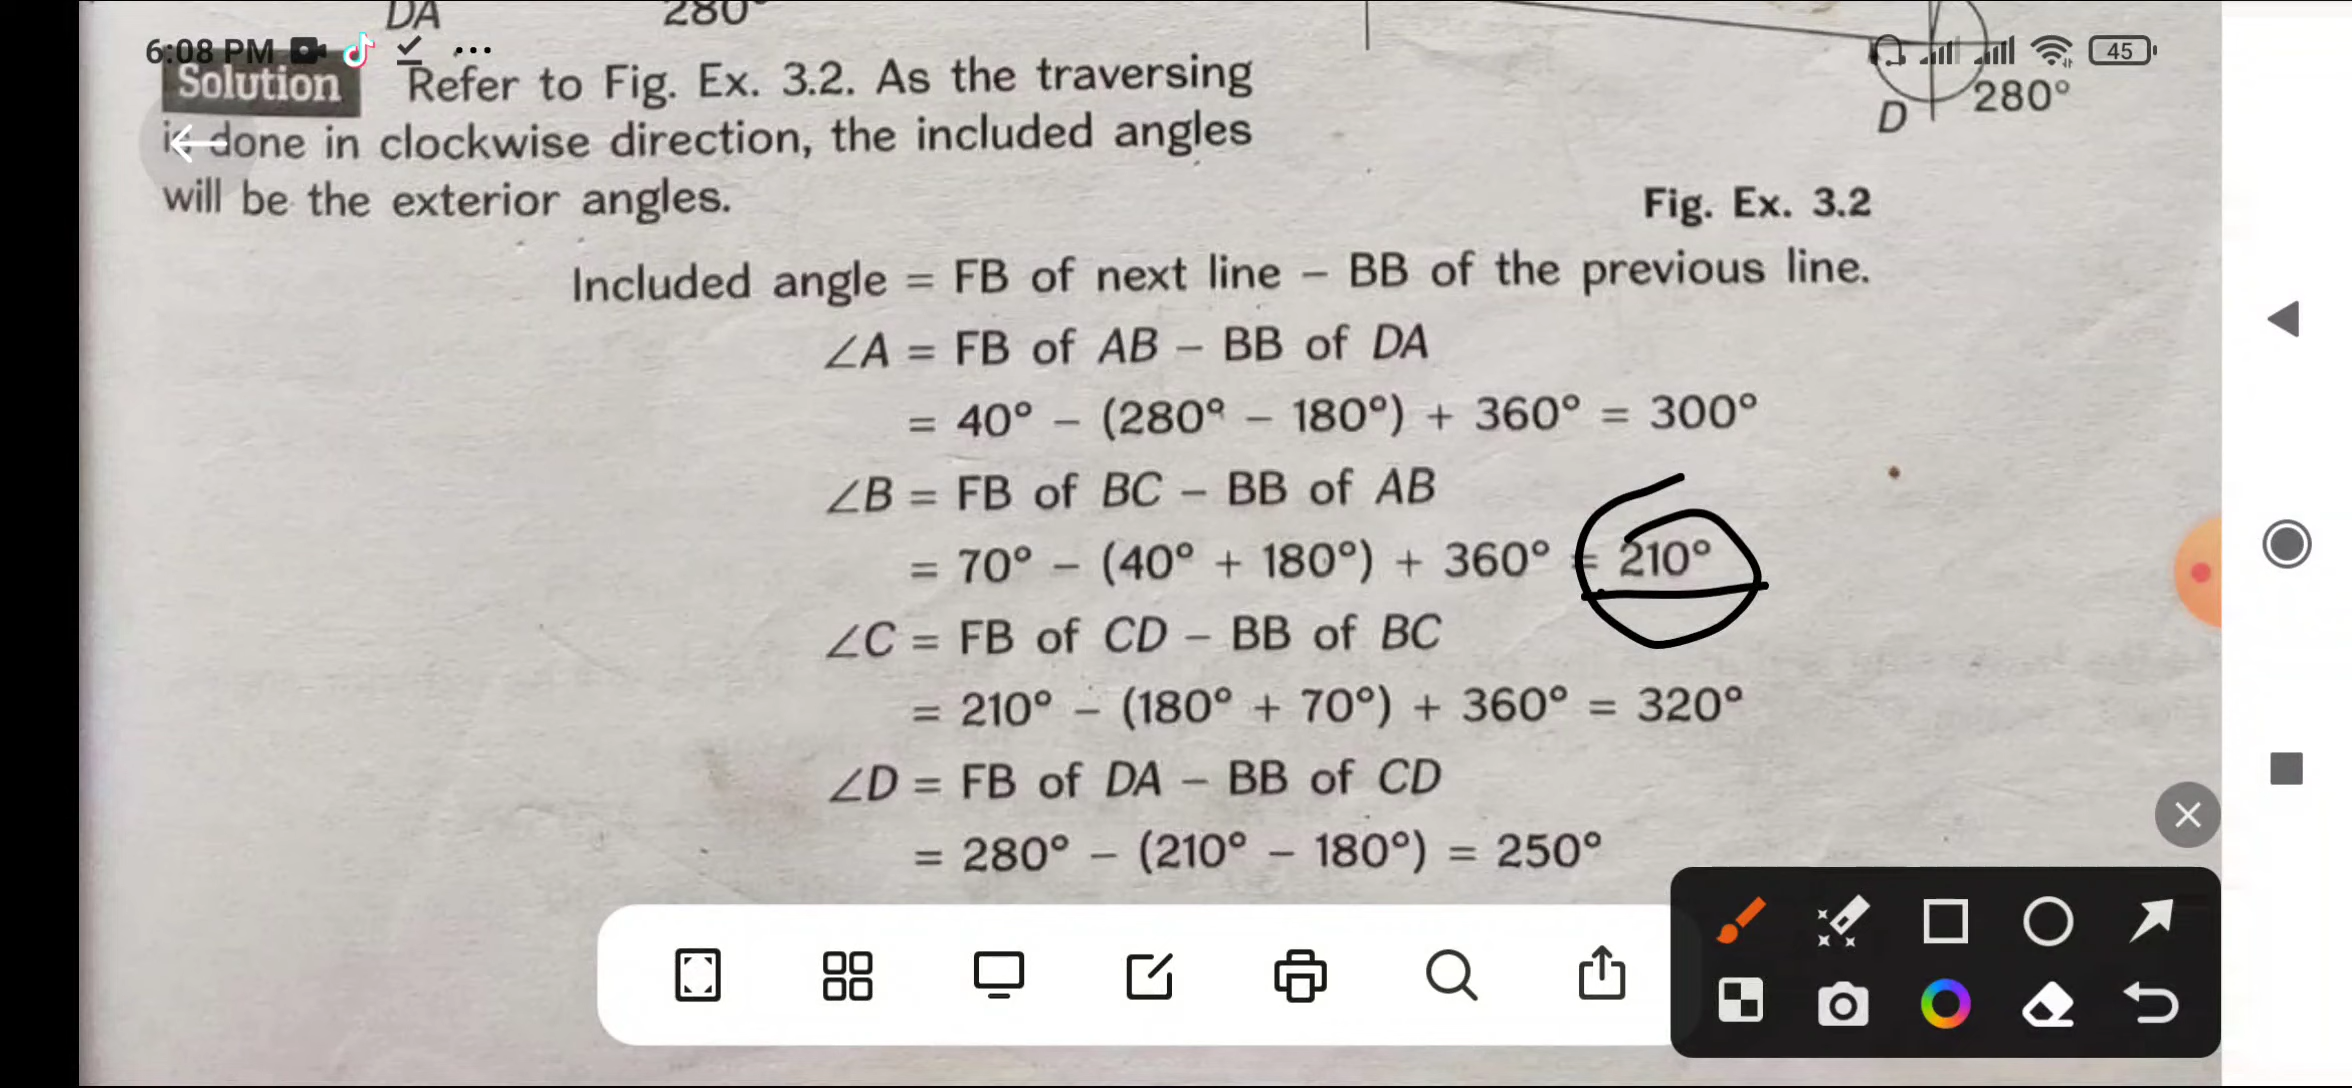 DA 280°
6:08 PM 45
Solution Refer to Fig. Ex. 3.2. As the traversing
is done in clockwise direction, the included angles
will be the exterior angles.
D 280°
Fig. Ex. 3.2
Included angle = FB of next line – BB of the previous line.
∠A = FB of AB – BB of DA
= 40° – (280° – 180°) + 360° = 300°
∠B = FB of BC – BB of AB
= 70° – (40° + 180°) + 360° = 210°
∠C = FB of CD – BB of BC
= 210° – (180° + 70°) + 360° = 320°
∠D = FB of DA – BB of CD
= 280° – (210° – 180°) = 250°